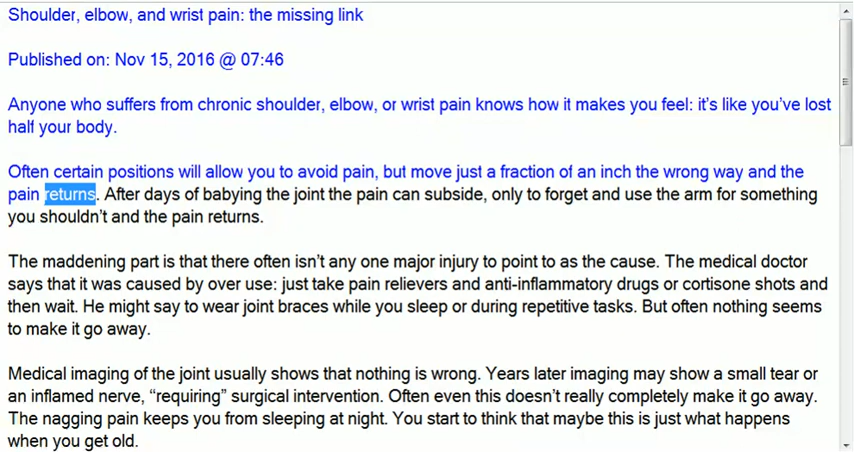 Shoulder, elbow, and wrist pain: the missing link
Published on: Nov 15, 2016 @ 07:46
Anyone who suffers from chronic shoulder, elbow, or wrist pain knows how it makes you feel: it’s like you’ve lost
half your body.
Often certain positions will allow you to avoid pain, but move just a fraction of an inch the wrong way and the
pain returns. After days of babying the joint the pain can subside, only to forget and use the arm for something
you shouldn’t and the pain returns.
The maddening part is that there often isn’t any one major injury to point to as the cause. The medical doctor
says that it was caused by over use: just take pain relievers and anti-inflammatory drugs or cortisone shots and
then wait. He might say to wear joint braces while you sleep or during repetitive tasks. But often nothing seems
to make it go away.
Medical imaging of the joint usually shows that nothing is wrong. Years later imaging may show a small tear or
an inflamed nerve, “requiring” surgical intervention. Often even this doesn’t really completely make it go away.
The nagging pain keeps you from sleeping at night. You start to think that maybe this is just what happens
when you get old.